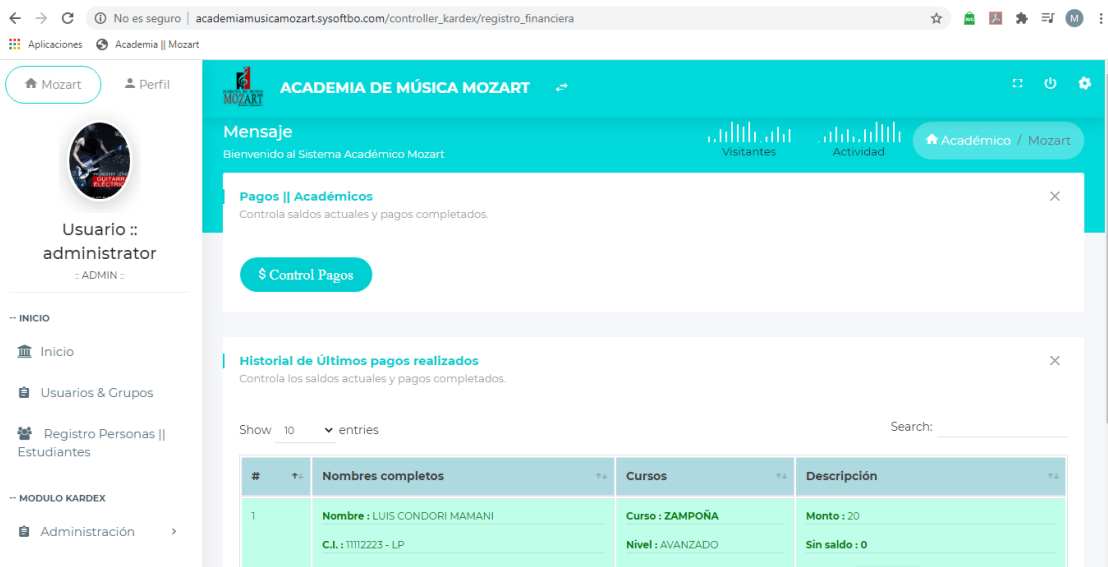 No es seguro | academiamusicamozart.sysoftbo.com/controller_kardex/registro_financiera
M
Aplicaciones Academia || Mozart
Mozart Perfil
GUITARRA
ELÉCTRICA
Usuario ::
administrator
:: ADMIN ::
-- INICIO
Inicio
Usuarios & Grupos
Registro Personas ||
Estudiantes
-- MODULO KARDEX
Administración
MOZART
ACADEMIA DE MÚSICA MOZART
Mensaje
Bienvenido al Sistema Académico Mozart
Visitantes
Actividad
Académico / Mozart
Pagos || Académicos
Controla saldos actuales y pagos completados.
$ Control Pagos
Historial de Últimos pagos realizados
Controla los saldos actuales y pagos completados.
Show 10 entries
Search:
# Nombres completos Cursos Descripción
1 Nombre : LUIS CONDORI MAMANI Curso : ZAMPOÑA Monto : 20
C.I. : 11112223 - LP Nivel : AVANZADO Sin saldo : 0